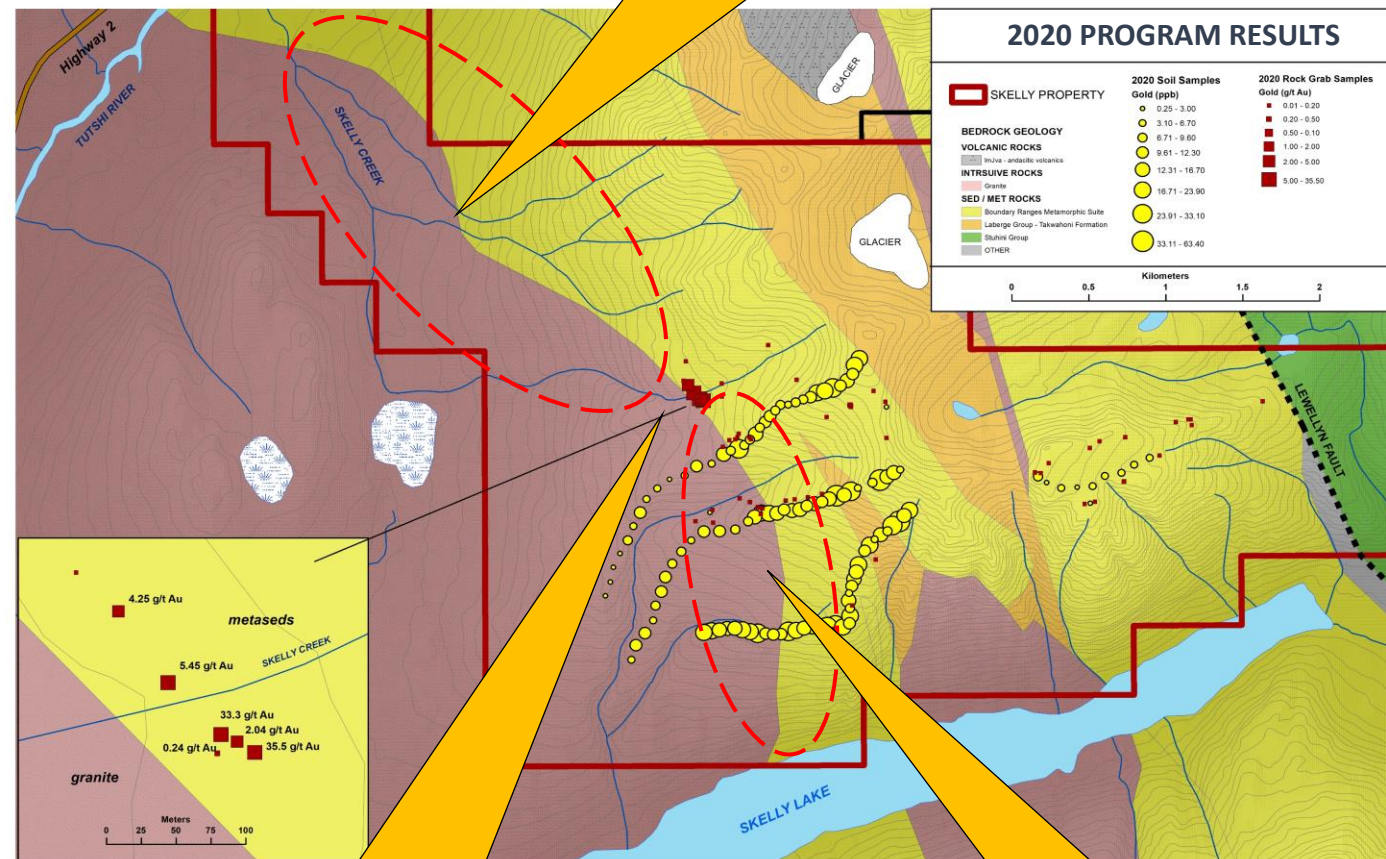 2020 PROGRAM RESULTS
SKELLY PROPERTY
BEDROCK GEOLOGY
VOLCANIC ROCKS
lmJva - andasitic volcanics
INTRSUIVE ROCKS
Granite
SED / MET ROCKS
Boundary Ranges Metamorphic Suite
Laberge Group - Takwahoni Formation
Stuhini Group
OTHER
2020 Soil Samples
Gold (ppb)
0.25 - 3.00
3.10 - 6.70
6.71 - 9.60
9.61 - 12.30
12.31 - 16.70
16.71 - 23.90
23.91 - 33.10
33.11 - 63.40
2020 Rock Grab Samples
Gold (g/t Au)
0.01 - 0.20
0.20 - 0.50
0.50 - 0.10
1.00 - 2.00
2.00 - 5.00
5.00 - 35.50
Kilometers
0 0.5 1 1.5 2
Highway 2
TUTSHI RIVER
SKELLY CREEK
GLACIER
GLACIER
LEWELLYN FAULT
SKELLY LAKE
4.25 g/t Au
metaseds
SKELLY CREEK
5.45 g/t Au
33.3 g/t Au
2.04 g/t Au
0.24 g/t Au
35.5 g/t Au
granite
Meters
0 25 50 75 100